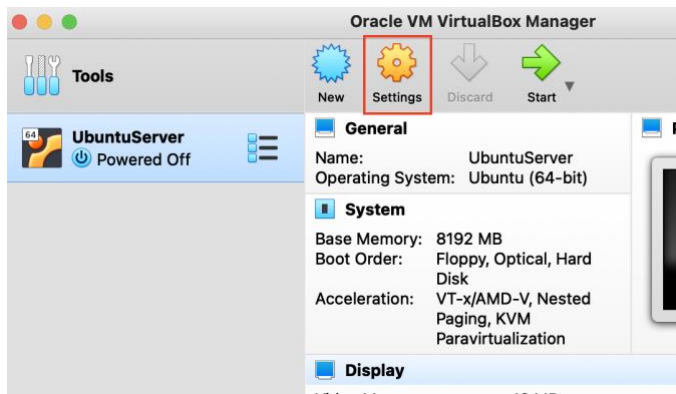 Oracle VM VirtualBox Manager
Tools
New
Settings
Discard
Start
64
UbuntuServer
Powered Off
General
Name: UbuntuServer
Operating System: Ubuntu (64-bit)
System
Base Memory: 8192 MB
Boot Order: Floppy, Optical, Hard
Disk
Acceleration: VT-x/AMD-V, Nested
Paging, KVM
Paravirtualization
Display